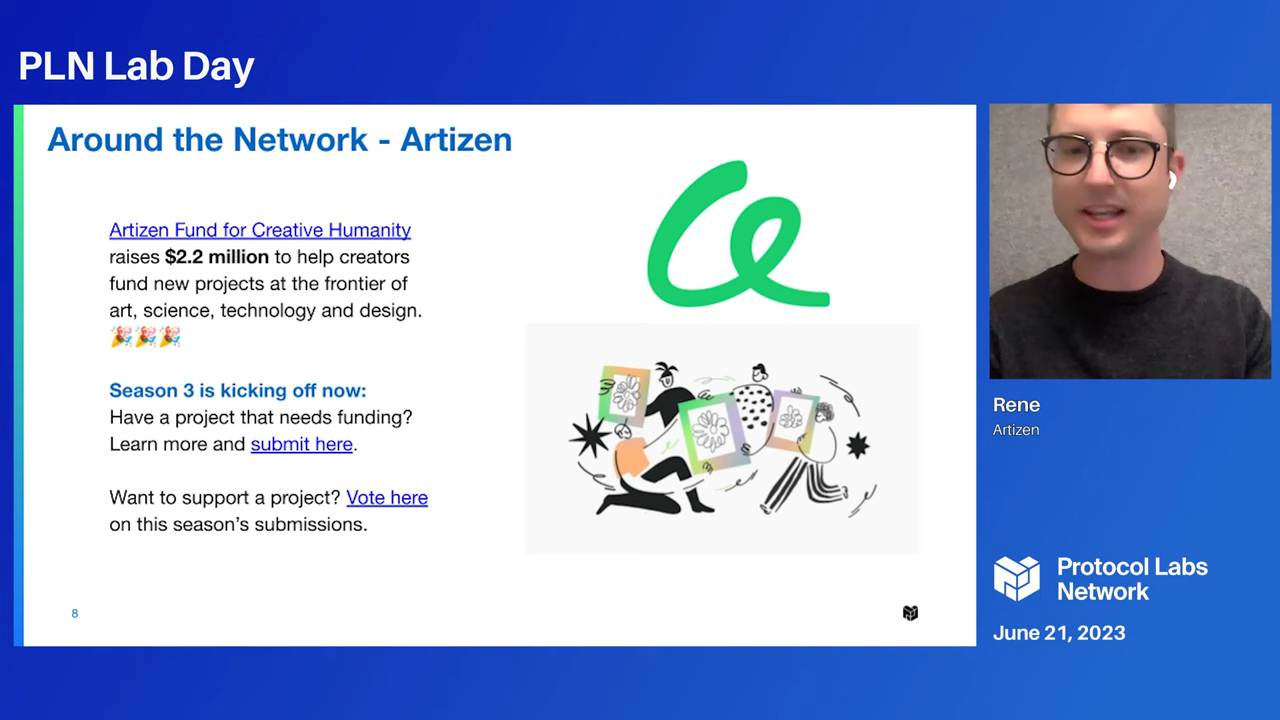 PLN Lab Day
Around the Network - Artizen
Artizen Fund for Creative Humanity
raises $2.2 million to help creators
fund new projects at the frontier of
art, science, technology and design.
🎉🎉🎉
Season 3 is kicking off now:
Have a project that needs funding?
Learn more and submit here.
Want to support a project? Vote here
on this season’s submissions.
8
Rene
Artizen
Protocol Labs
Network
June 21, 2023